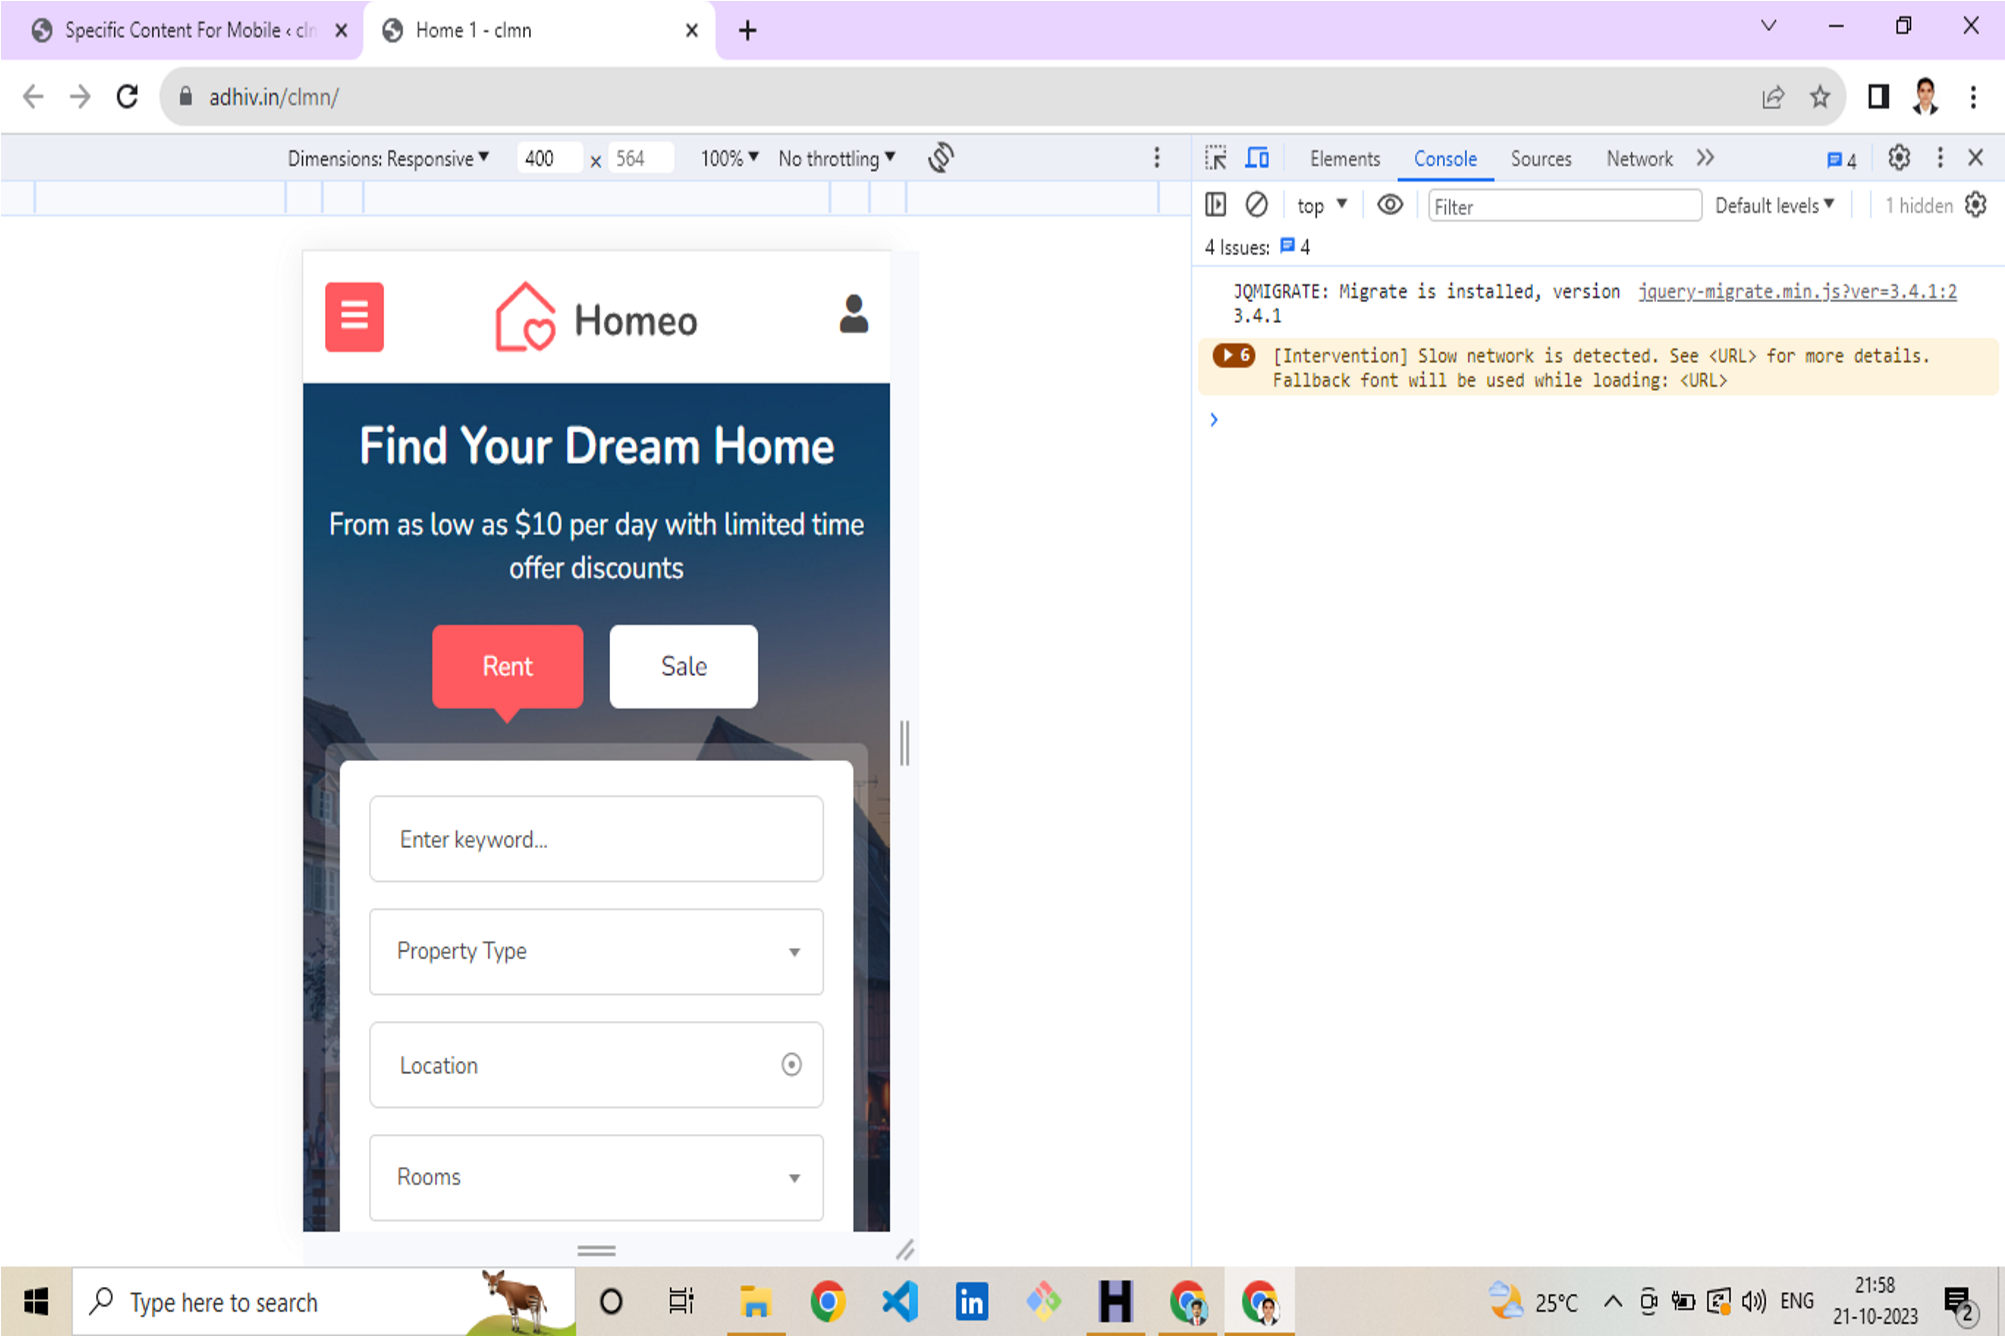 Specific Content For Mobile ‹ cln
Home 1 - clmn
adhiv.in/clmn/
Dimensions: Responsive 400 x 564 100% No throttling
Elements Console Sources Network 4
top Filter Default levels 1 hidden
4 Issues: 4
JQMIGRATE: Migrate is installed, version jquery-migrate.min.js?ver=3.4.1:2
3.4.1
6 [Intervention] Slow network is detected. See <URL> for more details.
Fallback font will be used while loading: <URL>
Homeo
Find Your Dream Home
From as low as $10 per day with limited time
offer discounts
Rent Sale
Enter keyword...
Property Type
Location
Rooms
Type here to search
25°C ENG
21:58
21-10-2023
2